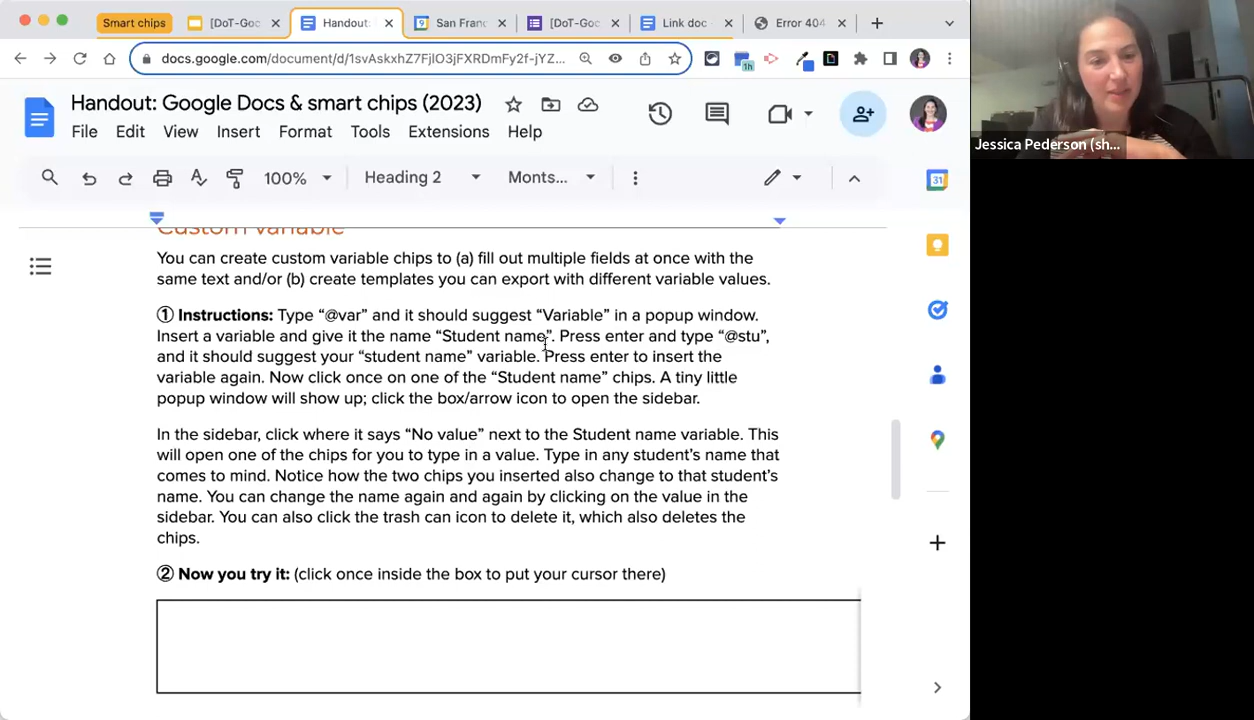 Smart chips
[DoT-Goc
Handout:
San Franc
[DoT-Goc
Link doc
Error 404
docs.google.com/document/d/1svAskxhZ7FjlO3jFXRDmFy2f-jYZ...
1h
Handout: Google Docs & smart chips (2023)
File Edit View Insert Format Tools Extensions Help
Jessica Pederson (sh...
100% Heading 2 Monts...
31
Custom variable
You can create custom variable chips to (a) fill out multiple fields at once with the
same text and/or (b) create templates you can export with different variable values.
① Instructions: Type “@var” and it should suggest “Variable” in a popup window.
Insert a variable and give it the name “Student name”. Press enter and type “@stu”,
and it should suggest your “student name” variable. Press enter to insert the
variable again. Now click once on one of the “Student name” chips. A tiny little
popup window will show up; click the box/arrow icon to open the sidebar.
In the sidebar, click where it says “No value” next to the Student name variable. This
will open one of the chips for you to type in a value. Type in any student’s name that
comes to mind. Notice how the two chips you inserted also change to that student’s
name. You can change the name again and again by clicking on the value in the
sidebar. You can also click the trash can icon to delete it, which also deletes the
chips.
② Now you try it: (click once inside the box to put your cursor there)